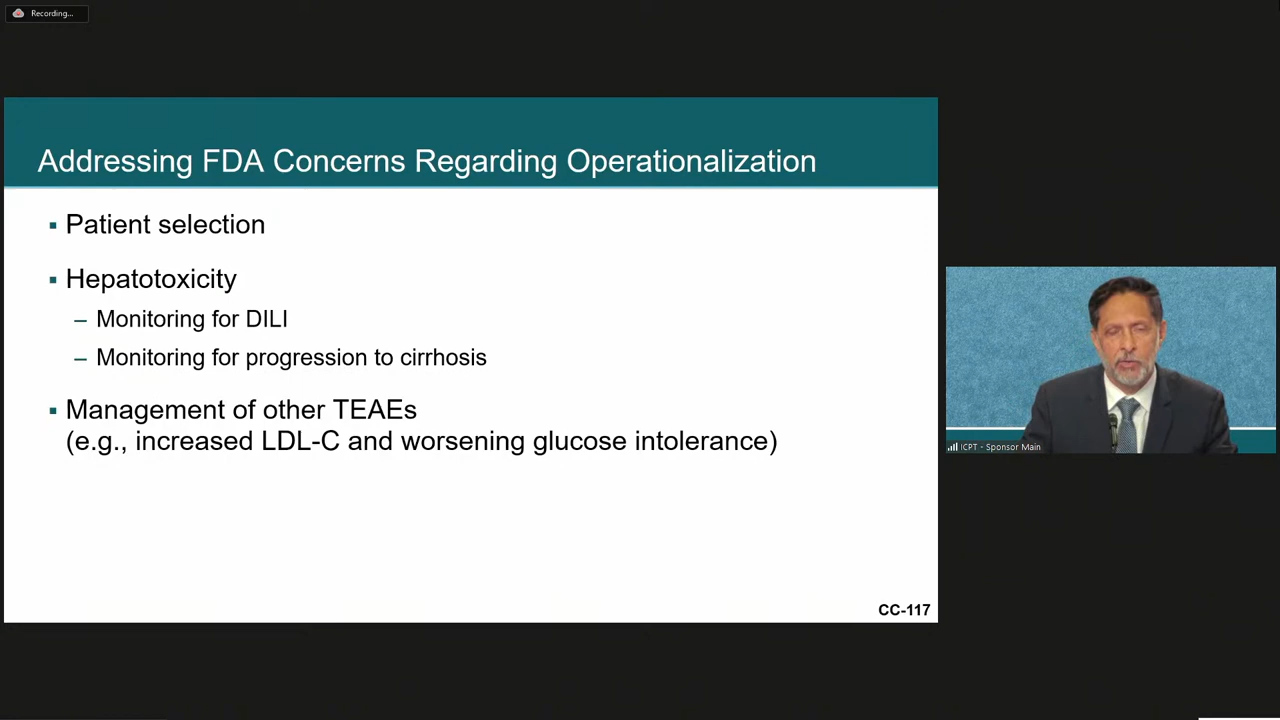 Recording...
Addressing FDA Concerns Regarding Operationalization
▪ Patient selection
▪ Hepatotoxicity
– Monitoring for DILI
– Monitoring for progression to cirrhosis
▪ Management of other TEAEs
(e.g., increased LDL-C and worsening glucose intolerance)
ICPT - Sponsor Main
CC-117